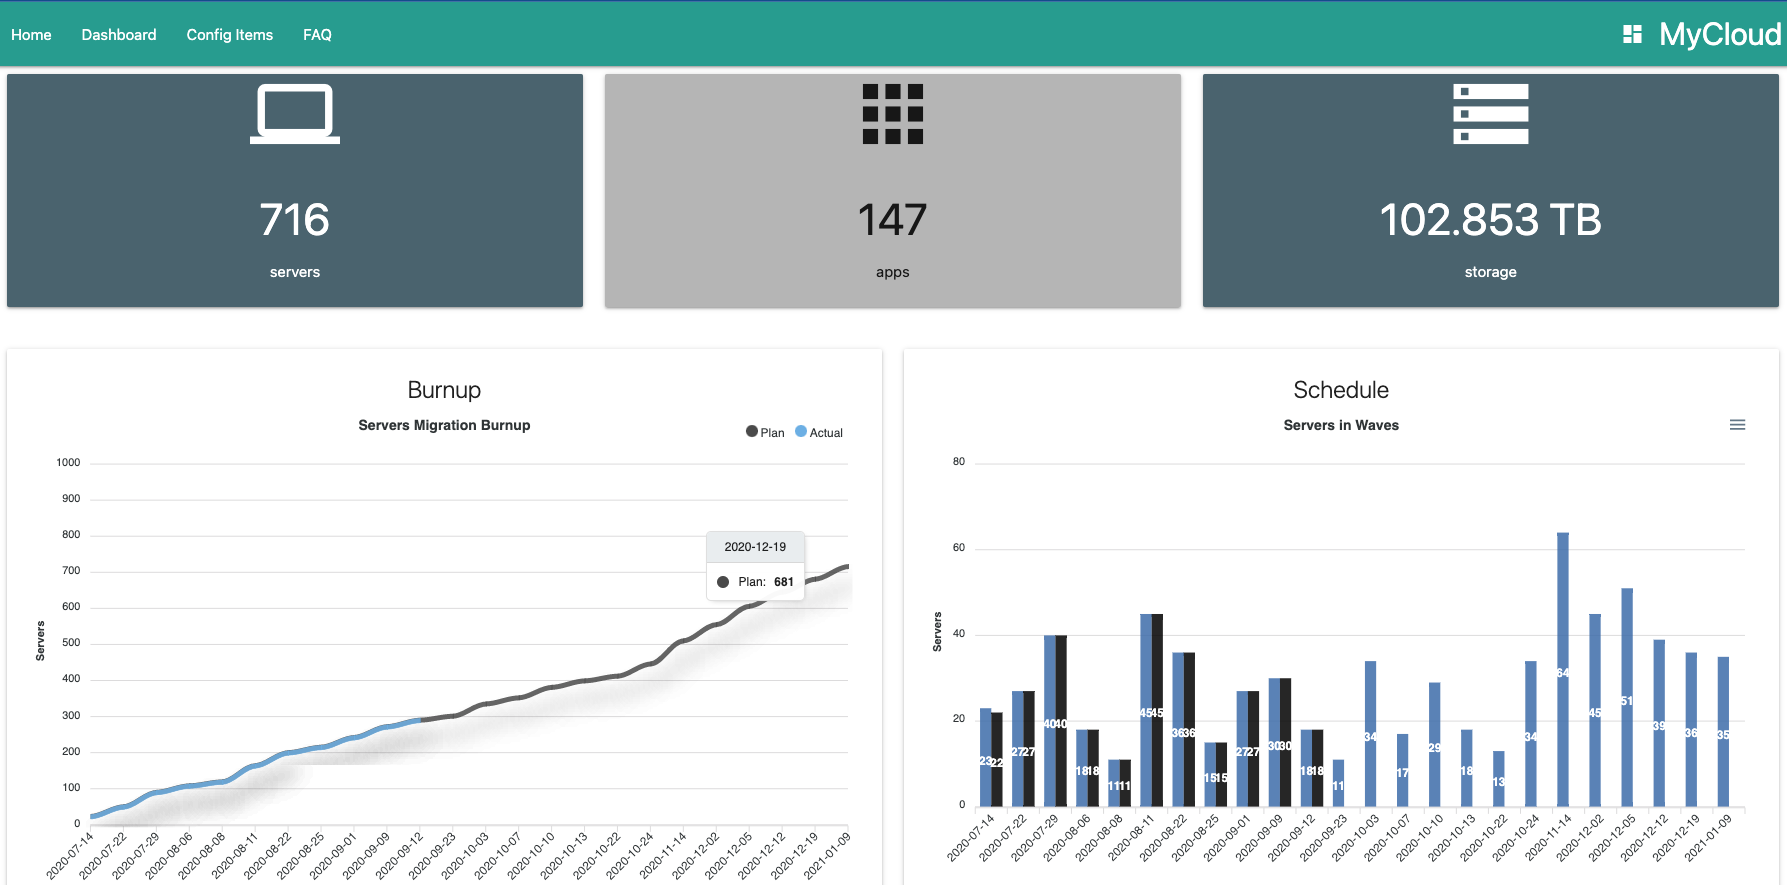 Home Dashboard Config Items FAQ MyCloud
716 147 102.853 TB
servers apps storage
Burnup
Servers Migration Burnup
Plan Actual
1000
900
800
700
600
500
400
300
200
100
0
Servers
2020-12-19
Plan: 681
2020-07-14 2020-07-22 2020-07-29 2020-08-06 2020-08-08 2020-08-11 2020-08-22 2020-08-25 2020-09-01 2020-09-09 2020-09-12 2020-09-23 2020-10-03 2020-10-07 2020-10-10 2020-10-13 2020-10-22 2020-10-24 2020-11-14 2020-12-02 2020-12-05 2020-12-12 2020-12-19 2021-01-09
Schedule
Servers in Waves
80
60
40
20
0
Servers
23 22 27 27 40 40 18 18 11 11 45 45 36 36 15 15 27 27 30 30 18 18 11 34 17 29 18 13 34 64 45 51 39 36 35
2020-07-14 2020-07-22 2020-07-29 2020-08-06 2020-08-08 2020-08-11 2020-08-22 2020-08-25 2020-09-01 2020-09-09 2020-09-12 2020-09-23 2020-10-03 2020-10-07 2020-10-10 2020-10-13 2020-10-22 2020-10-24 2020-11-14 2020-12-02 2020-12-05 2020-12-12 2020-12-19 2021-01-09